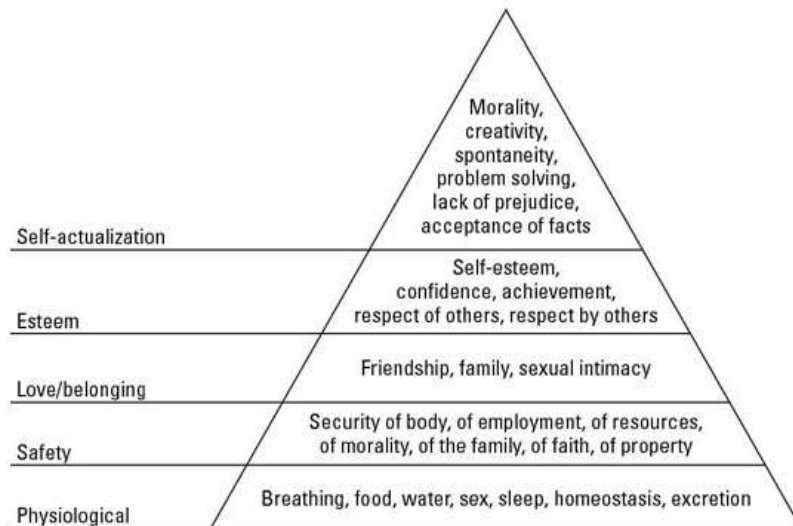 Morality,
creativity,
spontaneity,
problem solving,
lack of prejudice,
acceptance of facts
Self-actualization
Self-esteem,
confidence, achievement,
respect of others, respect by others
Esteem
Friendship, family, sexual intimacy
Love/belonging
Security of body, of employment, of resources,
of morality, of the family, of faith, of property
Safety
Breathing, food, water, sex, sleep, homeostasis, excretion
Physiological